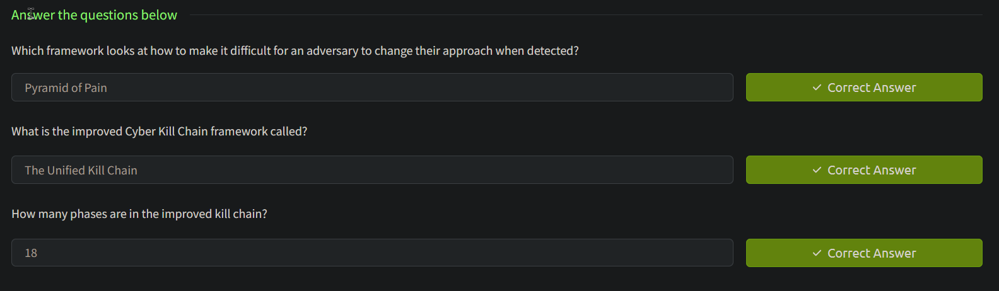 Answer the questions below
Which framework looks at how to make it difficult for an adversary to change their approach when detected?
Pyramid of Pain
✓ Correct Answer
What is the improved Cyber Kill Chain framework called?
The Unified Kill Chain
✓ Correct Answer
How many phases are in the improved kill chain?
18
✓ Correct Answer